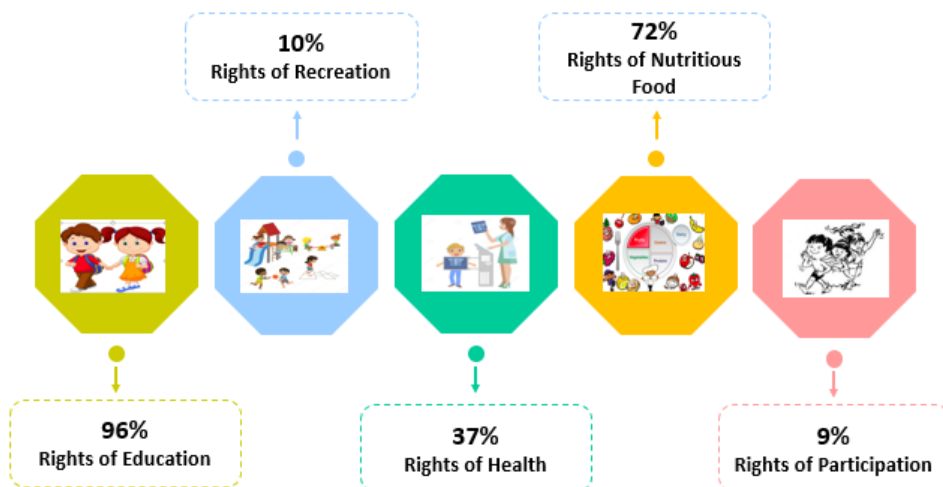 10%
Rights of Recreation
72%
Rights of Nutritious
Food
96%
Rights of Education
37%
Rights of Health
9%
Rights of Participation